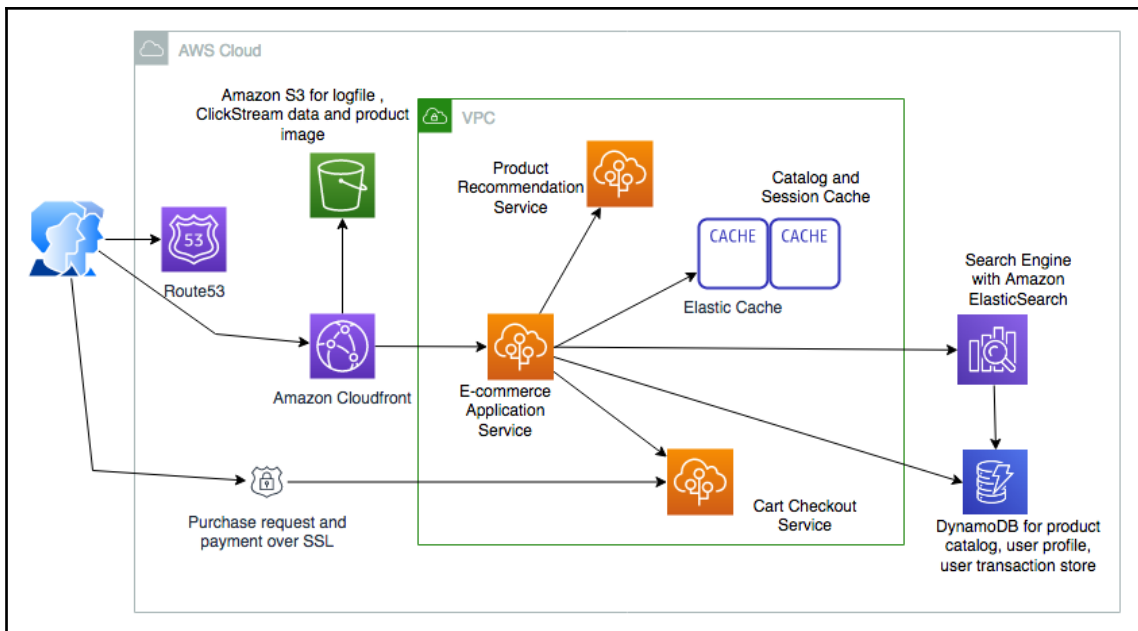 AWS Cloud
Amazon S3 for logfile ,
ClickStream data and product
image
VPC
Product
Recommendation
Service
Catalog and
Session Cache
CACHE
CACHE
Elastic Cache
53
Route53
Search Engine
with Amazon
ElasticSearch
Amazon Cloudfront
E-commerce
Application
Service
Purchase request and
payment over SSL
Cart Checkout
Service
DynamoDB for product
catalog, user profile,
user transaction store